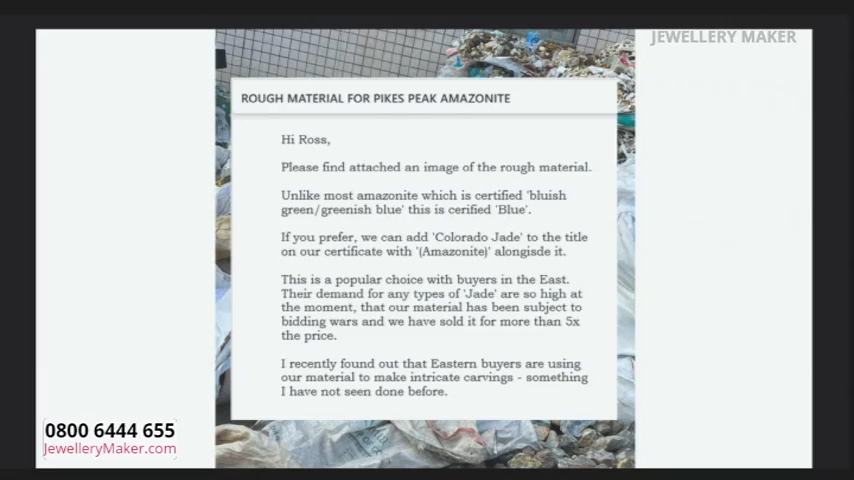 JEWELLERY MAKER
ROUGH MATERIAL FOR PIKES PEAK AMAZONITE
Hi Ross,
Please find attached an image of the rough material.
Unlike most amazonite which is certified 'bluish
green/greenish blue' this is cerified 'Blue'.
If you prefer, we can add 'Colorado Jade' to the title
on our certificate with '(Amazonite)' alongisde it.
This is a popular choice with buyers in the East.
Their demand for any types of 'Jade' are so high at
the moment, that our material has been subject to
bidding wars and we have sold it for more than 5x
the price.
I recently found out that Eastern buyers are using
our material to make intricate carvings - something
I have not seen done before.
0800 6444 655
JewelleryMaker.com